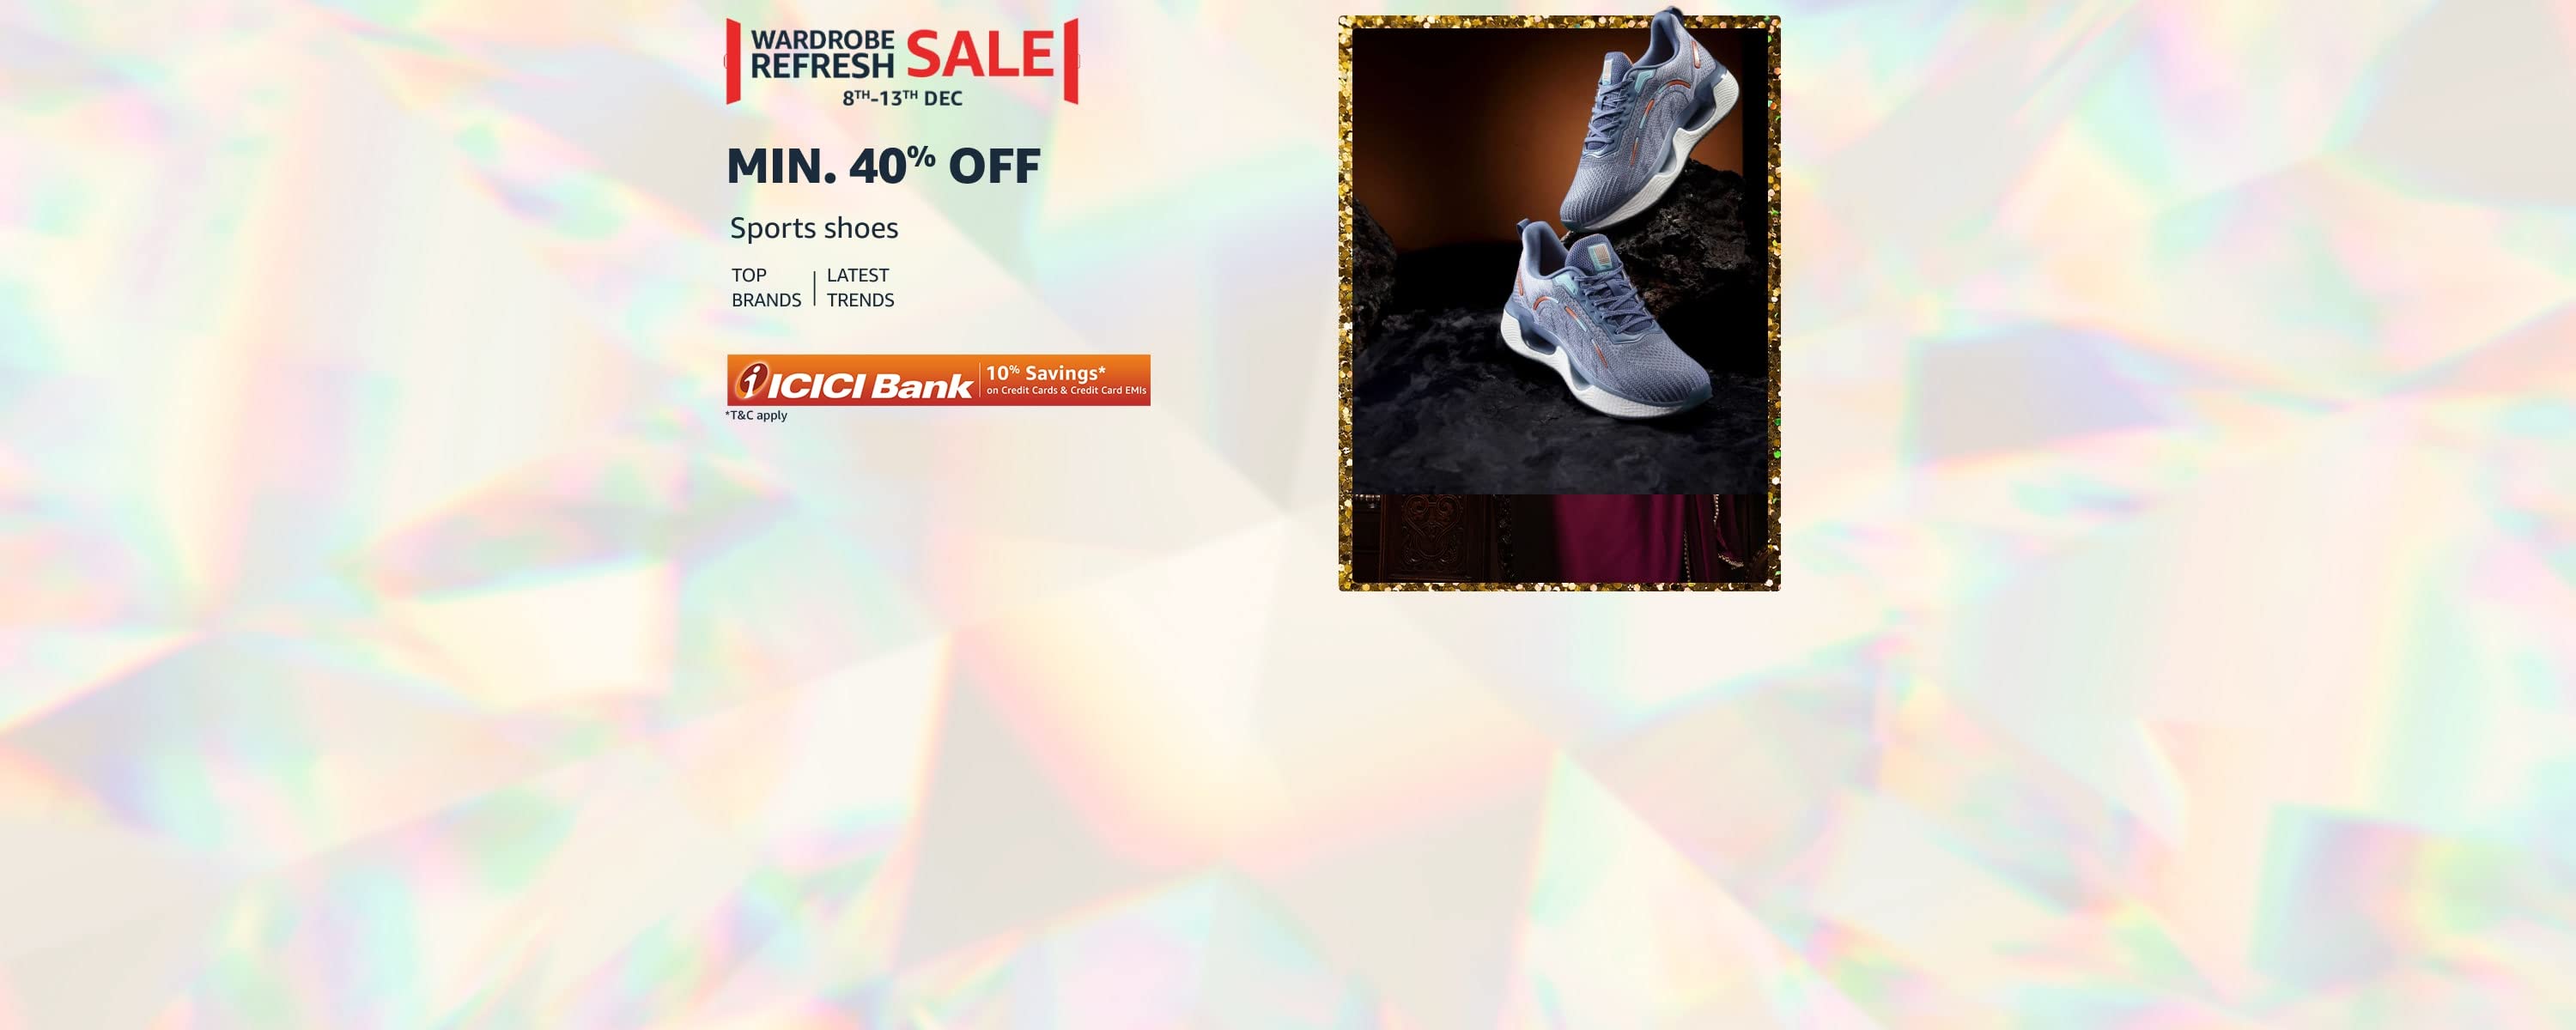 WARDROBE
REFRESH SALE
8TH-13TH DEC
MIN. 40% OFF
Sports shoes
TOP BRANDS | LATEST TRENDS
ICICI Bank
10% Savings*
on Credit Cards & Credit Card EMIs
*T&C apply